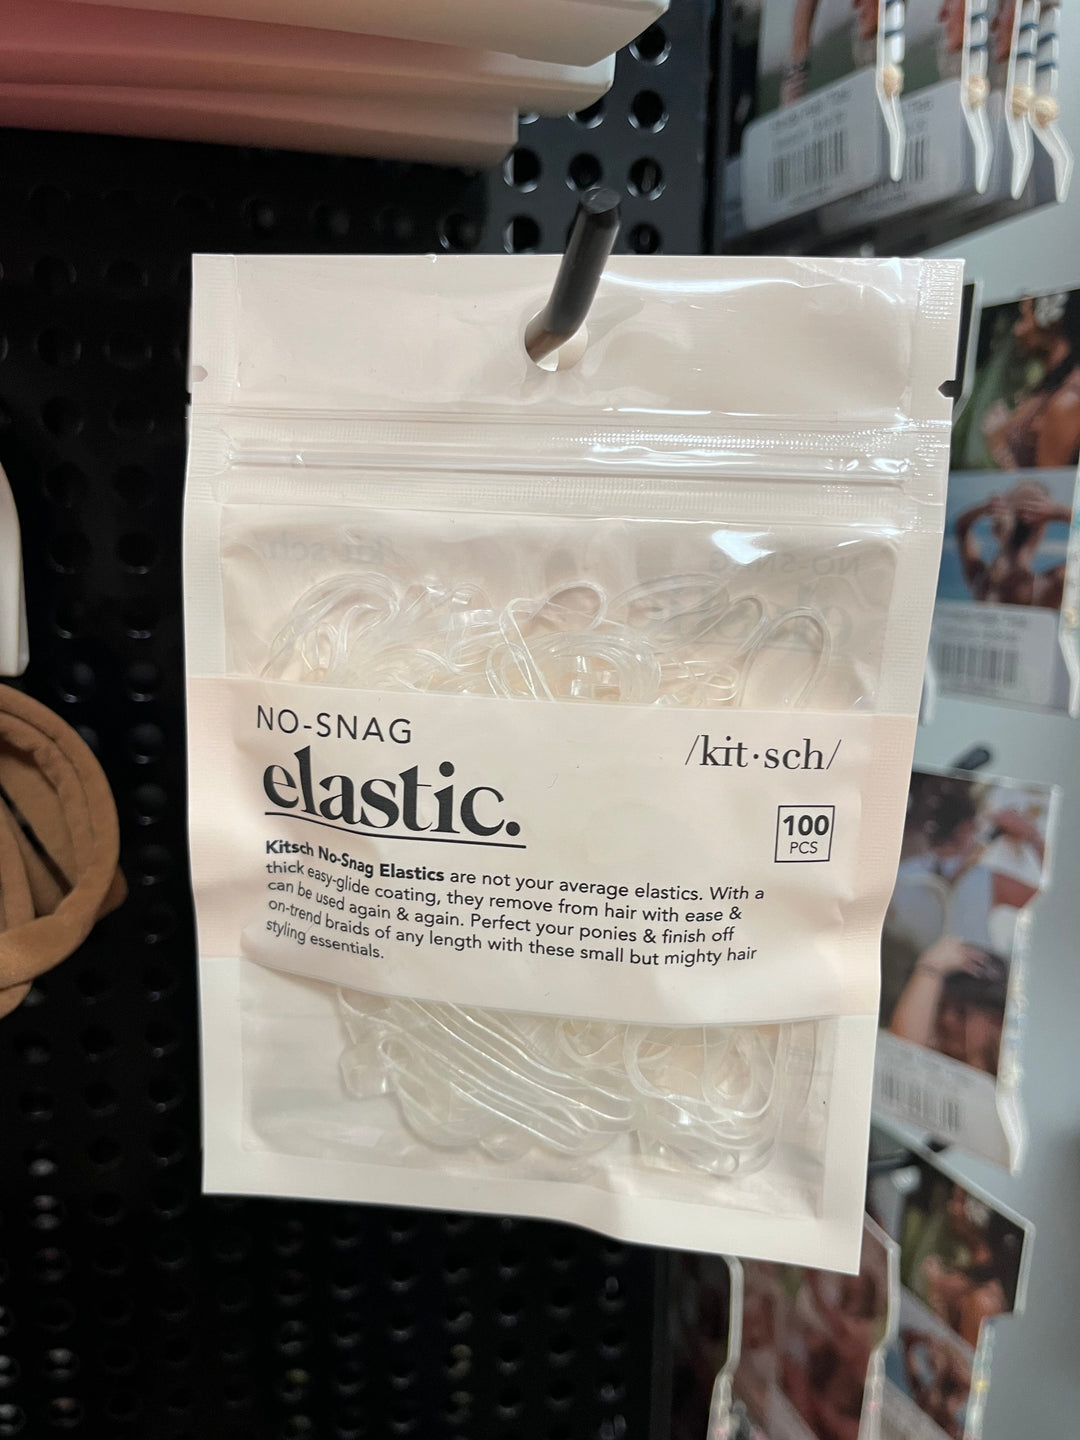 NO-SNAG
elastic.
/kit·sch/
100
PCS
Kitsch No-Snag Elastics are not your average elastics. With a
thick easy-glide coating, they remove from hair with ease &
can be used again & again. Perfect your ponies & finish off
on-trend braids of any length with these small but mighty hair
styling essentials.